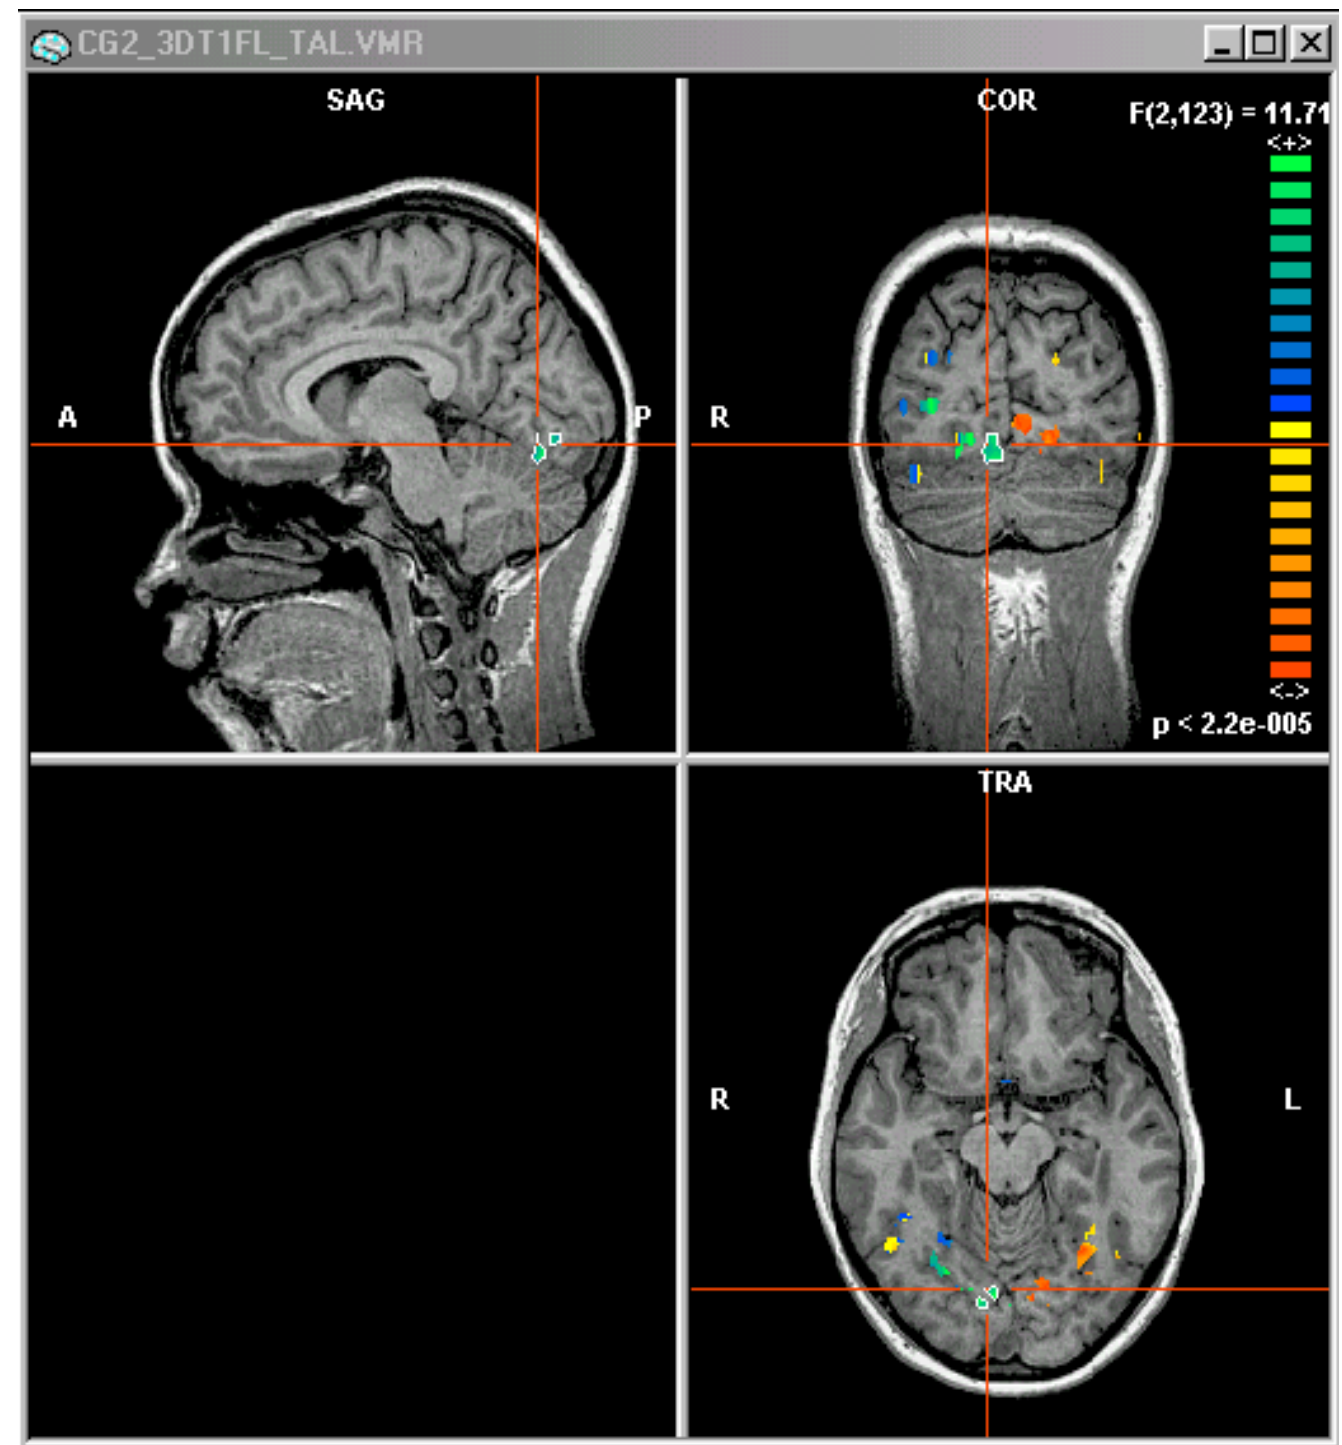 CG2_3DT1FL_TAL.VMR
SAG
A
P
COR
R
F(2,123) = 11.71
<+>
<->
p < 2.2e-005
TRA
R
L